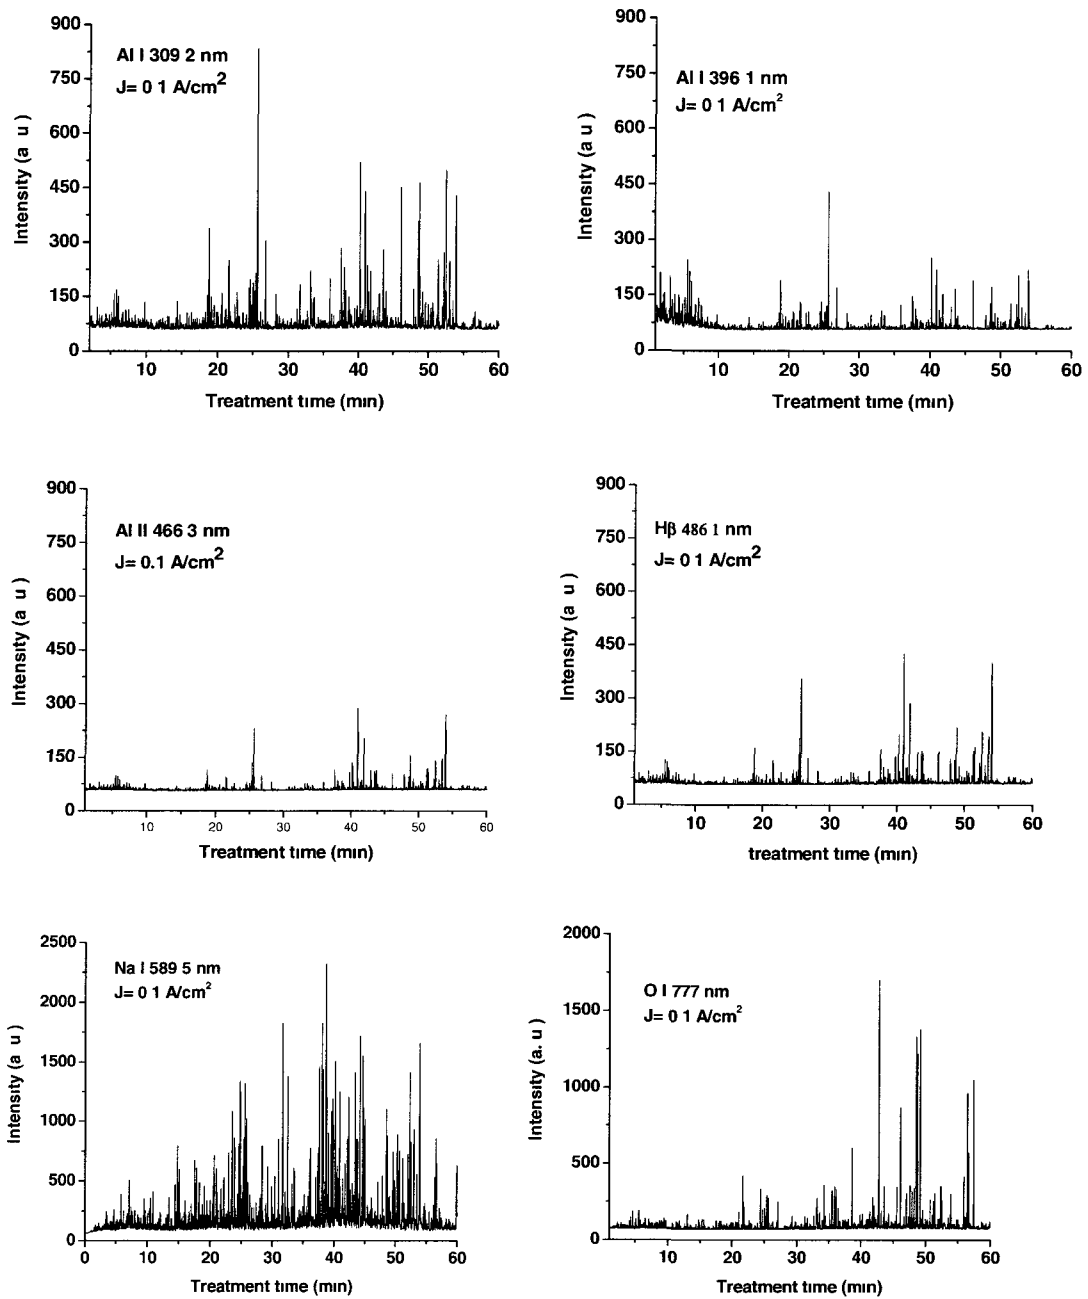 900
750
600
450
300
150
0
Al I 309 2 nm
J= 0 1 A/cm²
Intensity (a u )
10 20 30 40 50 60
Treatment time (min)
900
750
600
450
300
150
0
Al I 396 1 nm
J= 0 1 A/cm²
Intensity (a u )
10 20 30 40 50 60
Treatment time (min)
900
750
600
450
300
150
0
Al II 466 3 nm
J= 0.1 A/cm²
Intensity (a u )
10 20 30 40 50 60
Treatment time (min)
900
750
600
450
300
150
0
Hβ 486 1 nm
J= 0 1 A/cm²
Intensity (a u )
10 20 30 40 50 60
treatment time (min)
2500
2000
1500
1000
500
0
Na I 589 5 nm
J= 0 1 A/cm²
Intensity (a u )
0 10 20 30 40 50 60
Treatment time (min)
2000
1500
1000
500
0
O I 777 nm
J= 0 1 A/cm²
Intensity (a. u )
20 30 40 50 60
Treatment time (min)